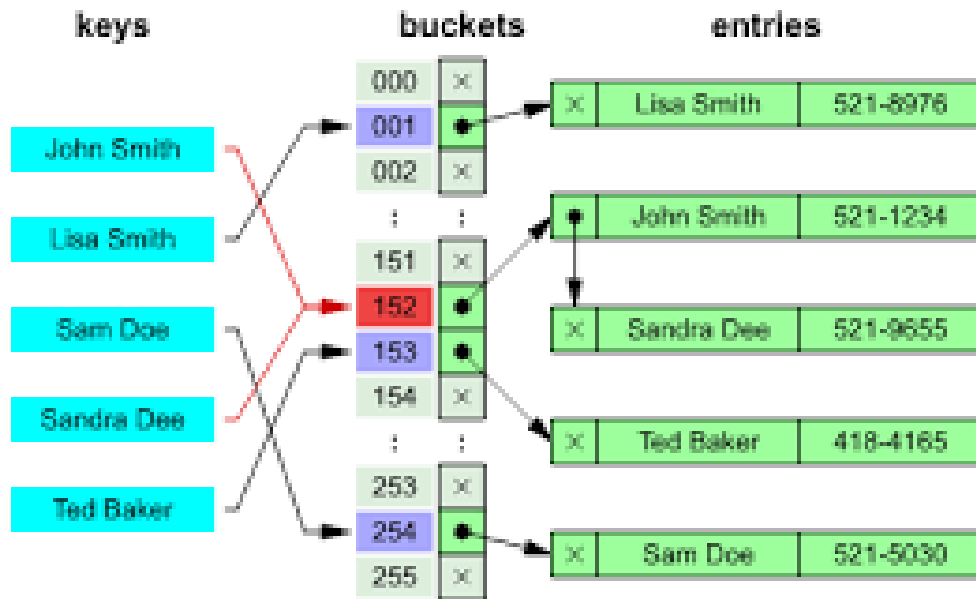 keys
buckets
entries
John Smith
Lisa Smith
Sam Doe
Sandra Dee
Ted Baker
000
001
002
:
151
152
153
154
:
253
254
255
Lisa Smith 521-8976
John Smith 521-1234
Sandra Dee 521-9655
Ted Baker 418-4165
Sam Doe 521-5030